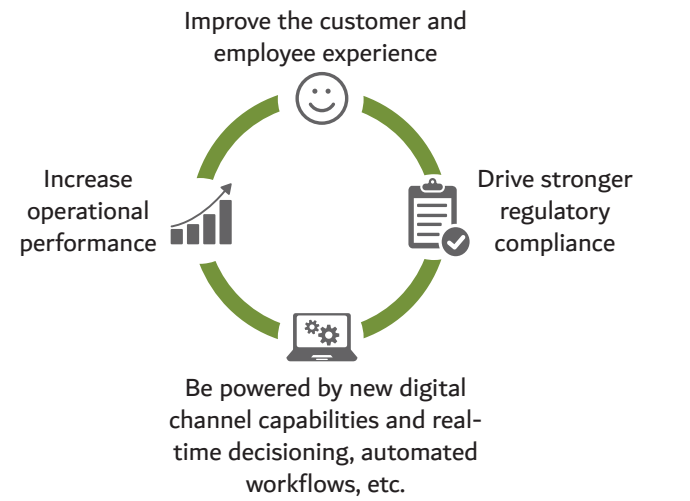 Improve the customer and
employee experience
Increase
operational
performance
Drive stronger
regulatory
compliance
Be powered by new digital
channel capabilities and real-
time decisioning, automated
workflows, etc.